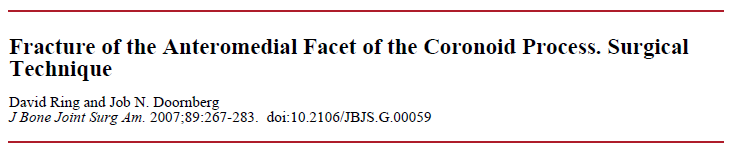 Fracture of the Anteromedial Facet of the Coronoid Process. Surgical
Technique
David Ring and Job N. Doornberg
J Bone Joint Surg Am. 2007;89:267-283. doi:10.2106/JBJS.G.00059